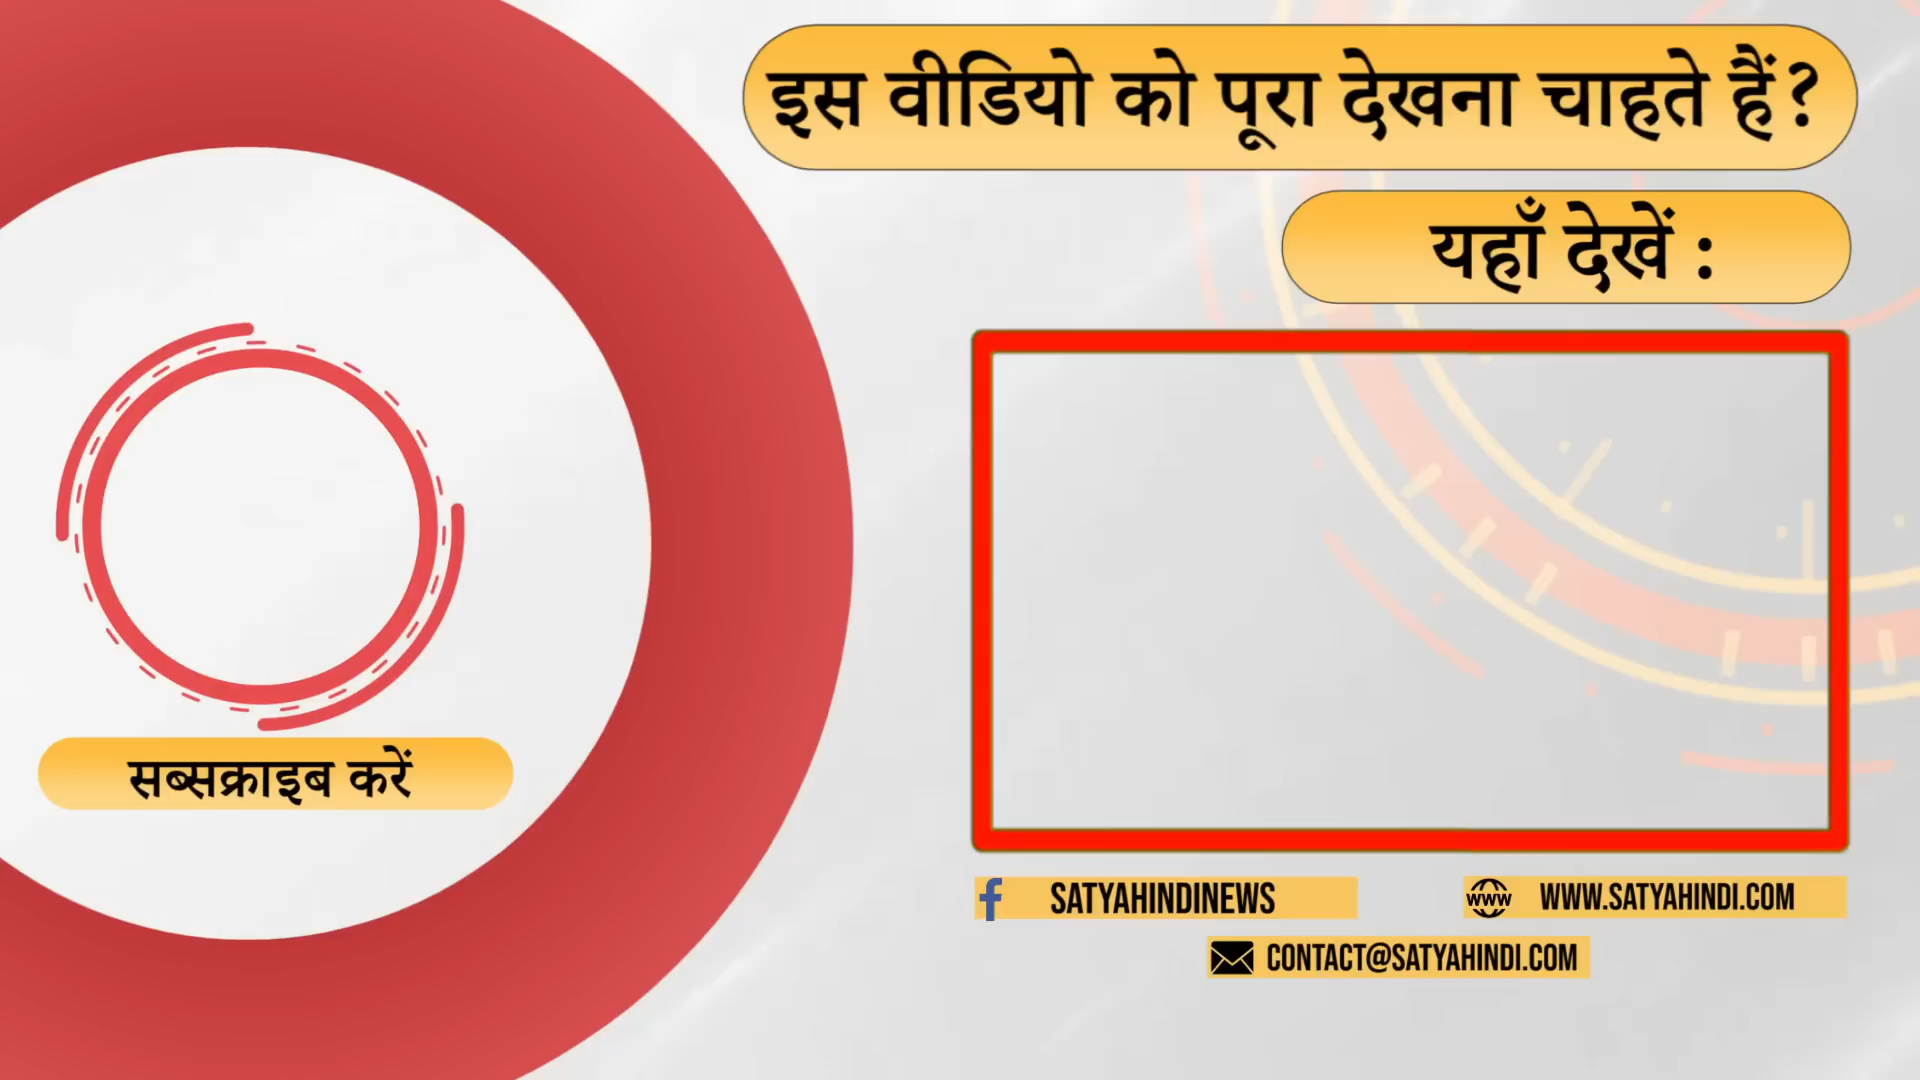 इस वीडियो को पूरा देखना चाहते हैं?
यहाँ देखें :
सब्सक्राइब करें
SATYAHINDINEWS
WWW.SATYAHINDI.COM
CONTACT@SATYAHINDI.COM